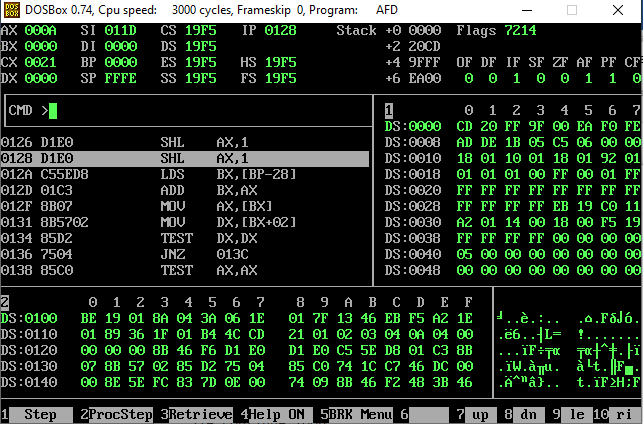 DOSBox 0.74, Cpu speed: 3000 cycles, Frameskip 0, Program: AFD
AX 000A SI 011D CS 19F5 IP 0128 Stack +0 0000 Flags 7214
BX 0000 DI 0000 DS 19F5 +2 20CD
CX 0021 BP 0000 ES 19F5 HS 19F5 +4 9FFF OF DF IF SF ZF AF PF CF
DX 0000 SP FFFE SS 19F5 FS 19F5 +6 EA00 0 0 1 0 0 1 1 0
CMD >
1 0 1 2 3 4 5 6 7
DS:0000 CD 20 FF 9F 00 EA F0 FE
0126 D1E0 SHL AX,1 DS:0008 AD DE 1B 05 C5 06 00 00
0128 D1E0 SHL AX,1 DS:0010 18 01 10 01 18 01 92 01
012A C55ED8 LDS BX,[BP-28] DS:0018 01 01 01 00 FF 00 01 FF
012D 01C3 ADD BX,AX DS:0020 FF FF FF FF FF FF FF FF
012F 8B07 MOV AX,[BX] DS:0028 FF FF FF FF EB 19 C0 11
0131 8B5702 MOV DX,[BX+02] DS:0030 A2 01 14 00 18 00 F5 19
0134 85D2 TEST DX,DX DS:0038 FF FF FF FF 00 00 00 00
0136 7504 JNZ 013C DS:0040 05 00 00 00 00 00 00 00
0138 85C0 TEST AX,AX DS:0048 00 00 00 00 00 00 00 00
2 0 1 2 3 4 5 6 7 8 9 A B C D E F
DS:0100 BE 19 01 8A 04 3A 06 1E 01 7F 13 46 EB F5 A2 1E
DS:0110 01 89 36 1F 01 B4 4C CD 21 01 02 03 04 0A 04 00
DS:0120 00 00 00 8B 46 F6 D1 E0 D1 E0 C5 5E D8 01 C3 8B
DS:0130 07 8B 57 02 85 D2 75 04 85 C0 74 1C C7 46 DC 00
DS:0140 00 8E 5E FC 83 7D 0E 00 74 09 8B 46 F2 48 3B 46
1 Step 2 ProcStep 3 Retrieve 4 Help ON 5 BRK Menu 6 7 up 8 dn 9 le 10 ri